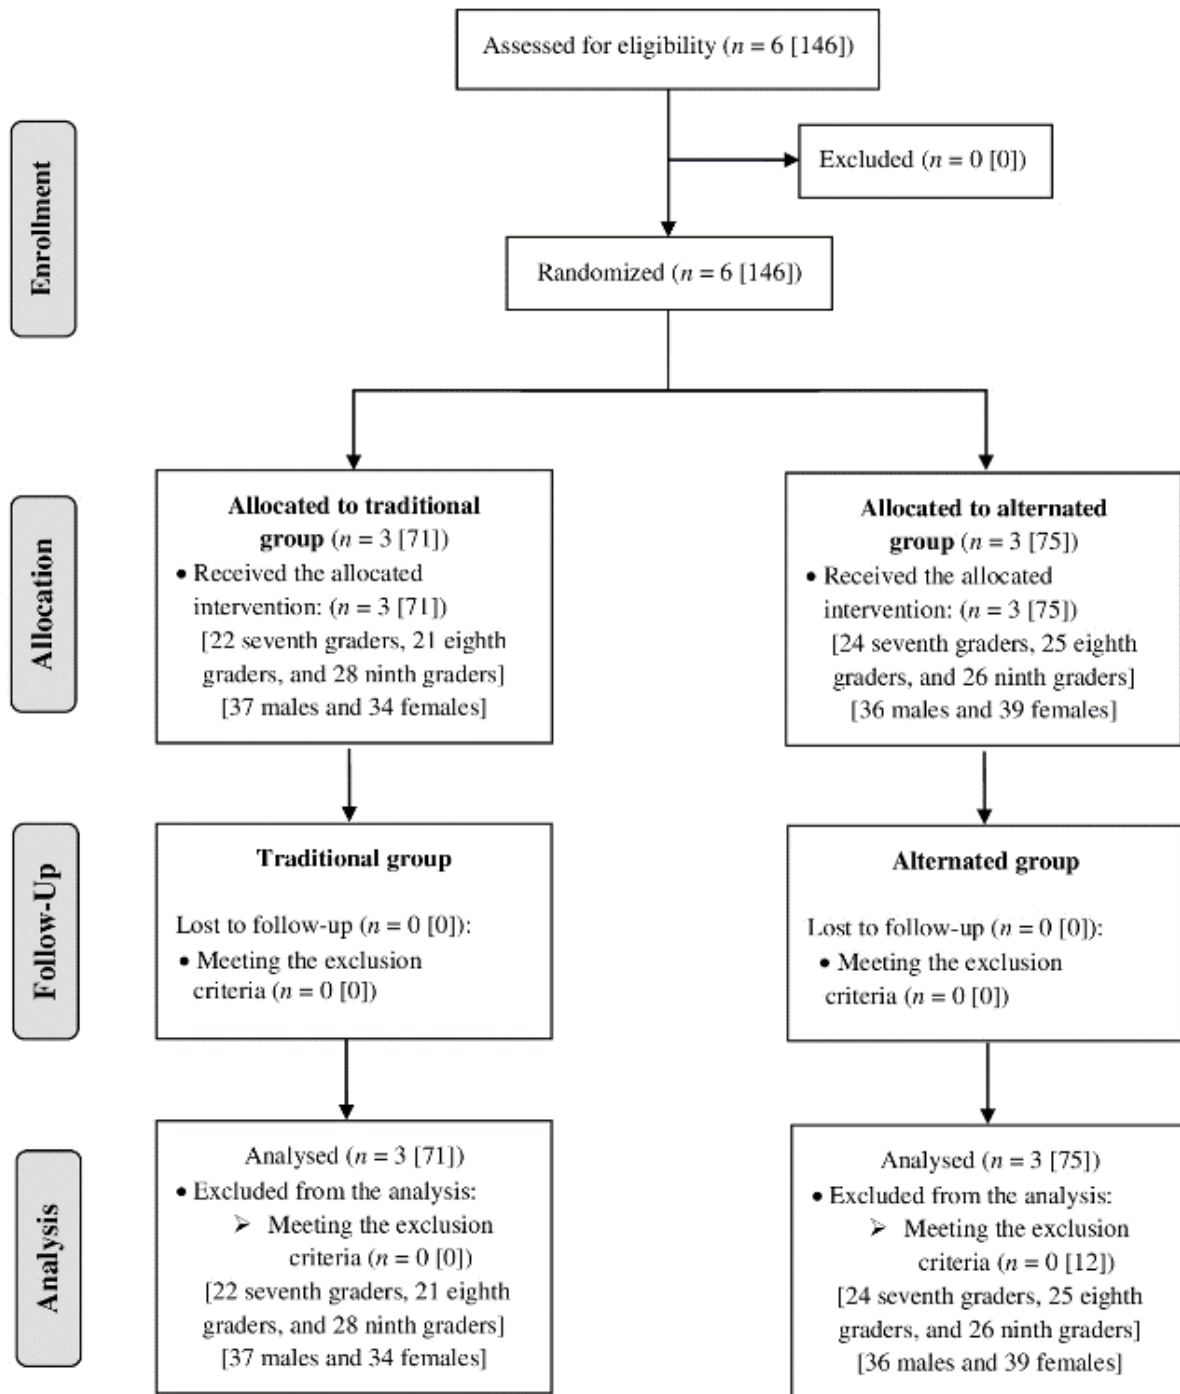 Assessed for eligibility (n = 6 [146])
Enrollment
Excluded (n = 0 [0])
Randomized (n = 6 [146])
Allocation
Allocated to traditional
group (n = 3 [71])
• Received the allocated
intervention: (n = 3 [71])
[22 seventh graders, 21 eighth
graders, and 28 ninth graders]
[37 males and 34 females]
Allocated to alternated
group (n = 3 [75])
• Received the allocated
intervention: (n = 3 [75])
[24 seventh graders, 25 eighth
graders, and 26 ninth graders]
[36 males and 39 females]
Follow-Up
Traditional group
Lost to follow-up (n = 0 [0]):
• Meeting the exclusion
criteria (n = 0 [0])
Alternated group
Lost to follow-up (n = 0 [0]):
• Meeting the exclusion
criteria (n = 0 [0])
Analysis
Analysed (n = 3 [71])
• Excluded from the analysis:
➢ Meeting the exclusion
criteria (n = 0 [0])
[22 seventh graders, 21 eighth
graders, and 28 ninth graders]
[37 males and 34 females]
Analysed (n = 3 [75])
• Excluded from the analysis:
➢ Meeting the exclusion
criteria (n = 0 [12])
[24 seventh graders, 25 eighth
graders, and 26 ninth graders]
[36 males and 39 females]